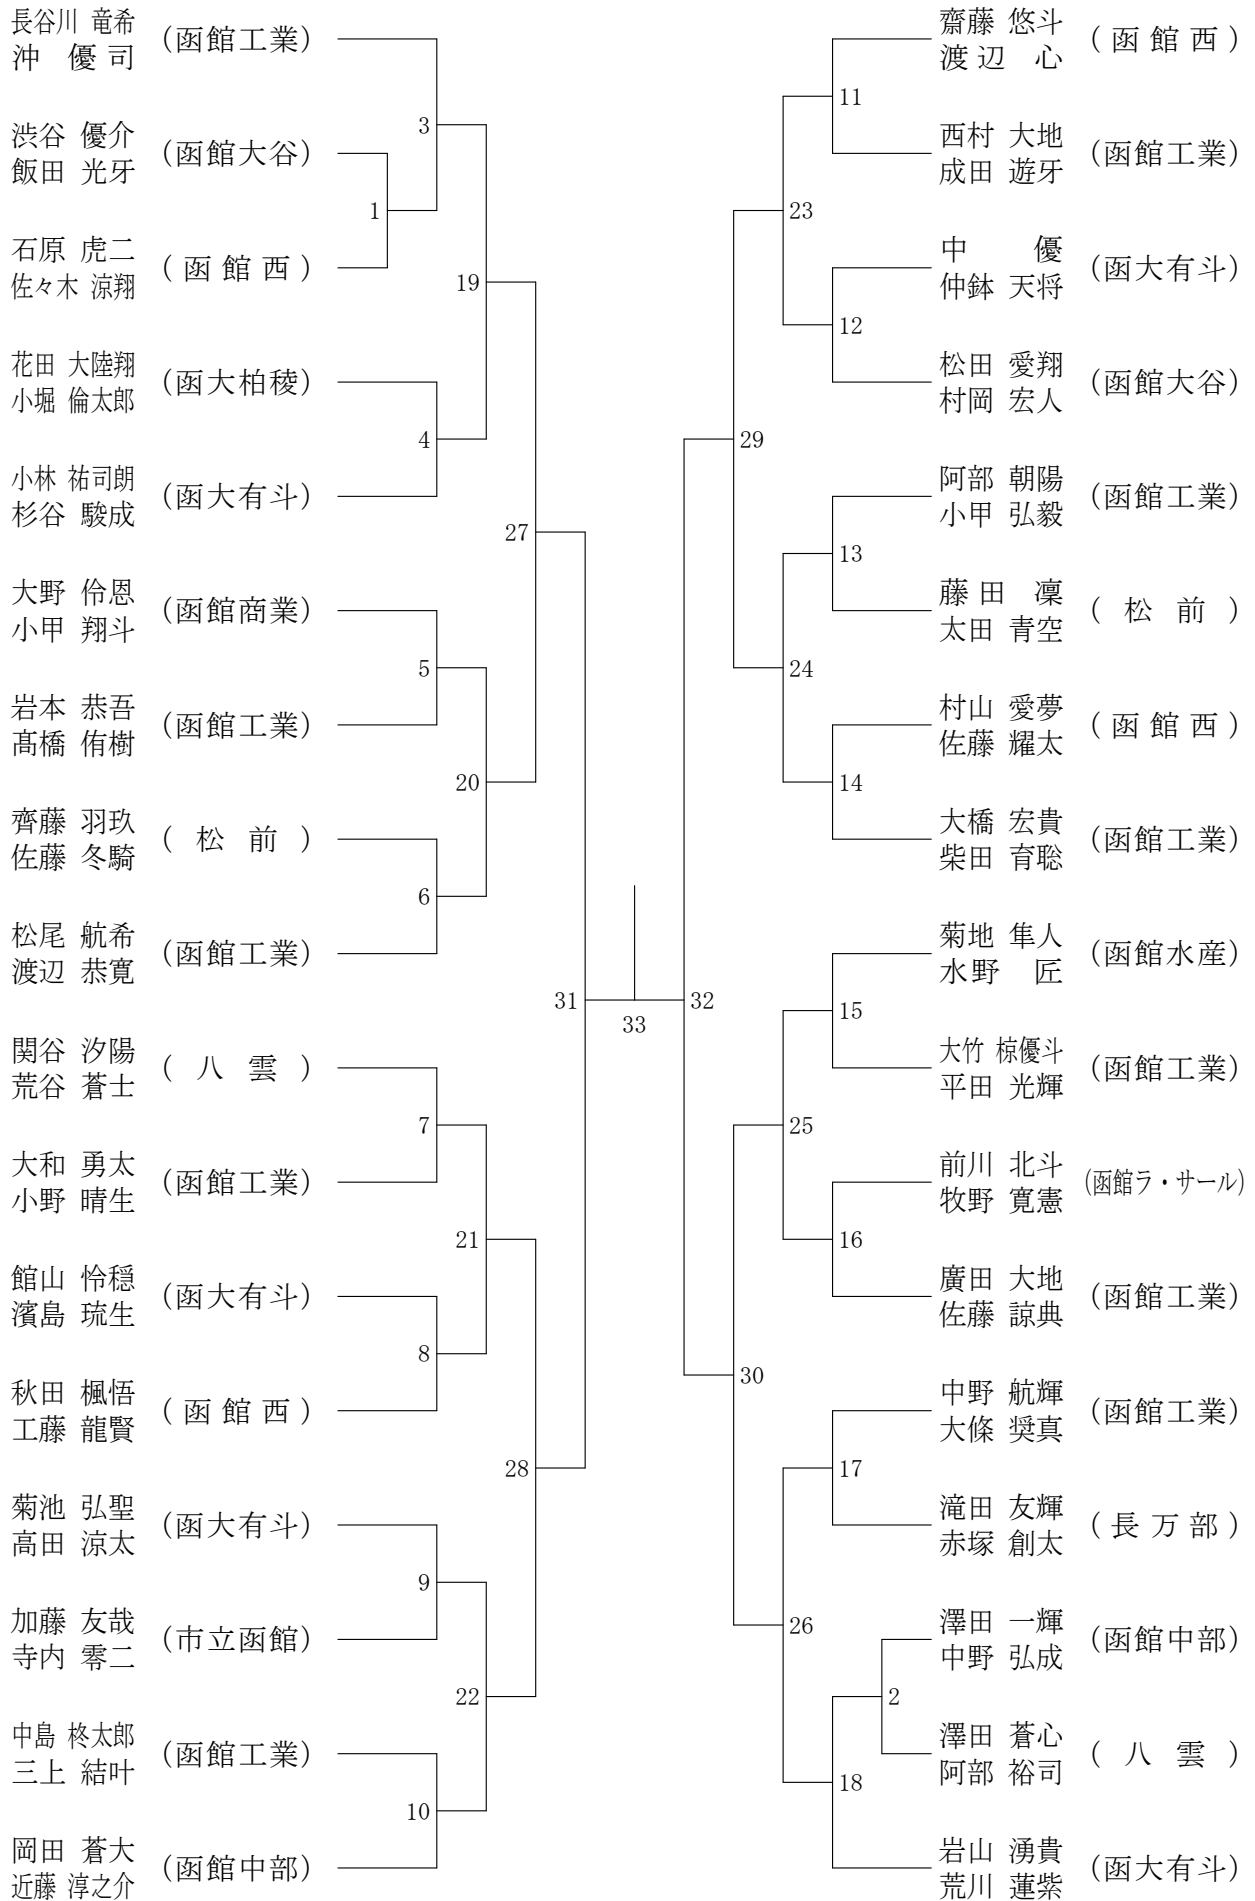 長谷川 竜希
沖 優司 (函館工業)
渋谷 優介
飯田 光牙 (函館大谷)
石原 虎二
佐々木 涼翔 (函館西)
花田 大陸翔
小堀 倫太郎 (函大柏稜)
小林 祐司朗
杉谷 駿成 (函大有斗)
大野 伶恩
小甲 翔斗 (函館商業)
岩本 恭吾
髙橋 侑樹 (函館工業)
齊藤 羽玖
佐藤 冬騎 (松前)
松尾 航希
渡辺 恭寛 (函館工業)
関谷 汐陽
荒谷 蒼士 (八雲)
大和 勇太
小野 晴生 (函館工業)
館山 怜穏
濱島 琉生 (函大有斗)
秋田 楓悟
工藤 龍賢 (函館西)
菊池 弘聖
高田 涼太 (函大有斗)
加藤 友哉
寺内 零二 (市立函館)
中島 柊太郎
三上 結叶 (函館工業)
岡田 蒼大
近藤 淳之介 (函館中部)
1
3
4
5
6
7
8
9
10
19
20
21
22
27
28
31
33
32
29
30
23
24
25
26
11
12
13
14
15
16
17
2
18
齋藤 悠斗
渡辺 心 (函館西)
西村 大地
成田 遊牙 (函館工業)
中 優
仲鉢 天将 (函大有斗)
松田 愛翔
村岡 宏人 (函館大谷)
阿部 朝陽
小甲 弘毅 (函館工業)
藤田 凜
太田 青空 (松前)
村山 愛夢
佐藤 耀太 (函館西)
大橋 宏貴
柴田 育聡 (函館工業)
菊地 隼人
水野 匠 (函館水産)
大竹 椋優斗
平田 光輝 (函館工業)
前川 北斗
牧野 寛憲 (函館ラ・サール)
廣田 大地
佐藤 諒典 (函館工業)
中野 航輝
大條 奨真 (函館工業)
滝田 友輝
赤塚 創太 (長万部)
澤田 一輝
中野 弘成 (函館中部)
澤田 蒼心
阿部 裕司 (八雲)
岩山 湧貴
荒川 蓮紫 (函大有斗)